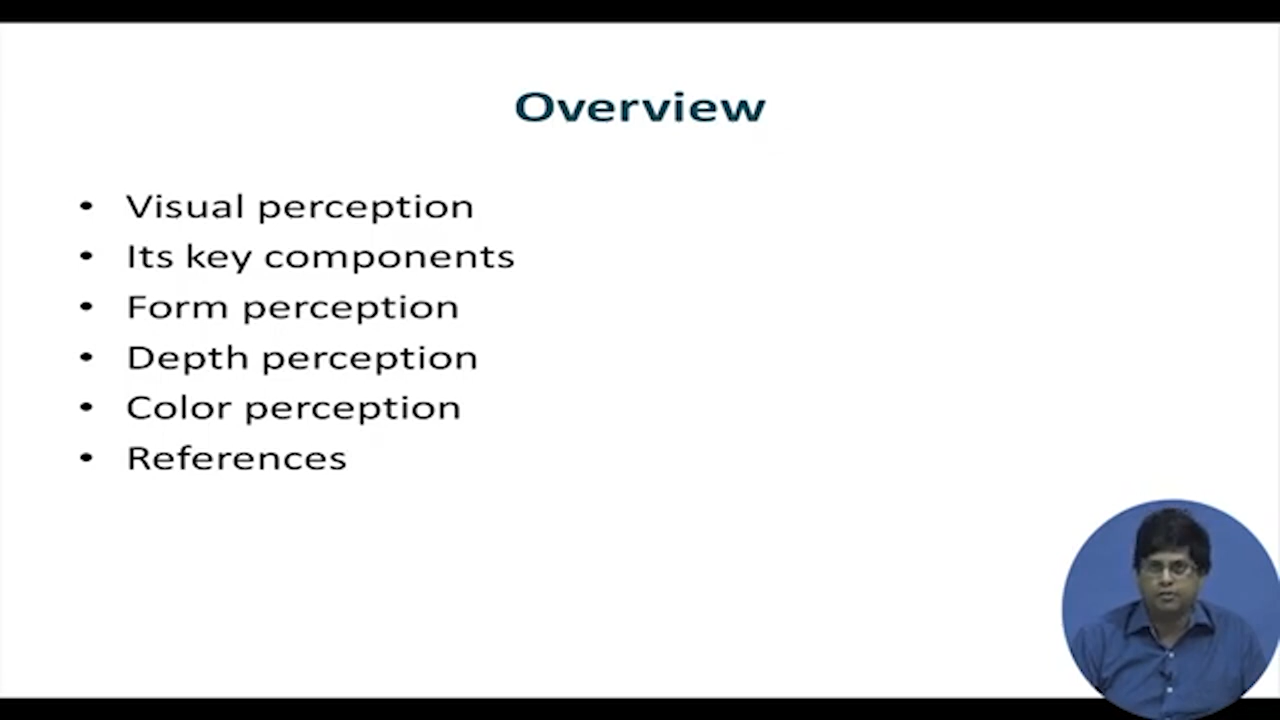 Overview
• Visual perception
• Its key components
• Form perception
• Depth perception
• Color perception
• References